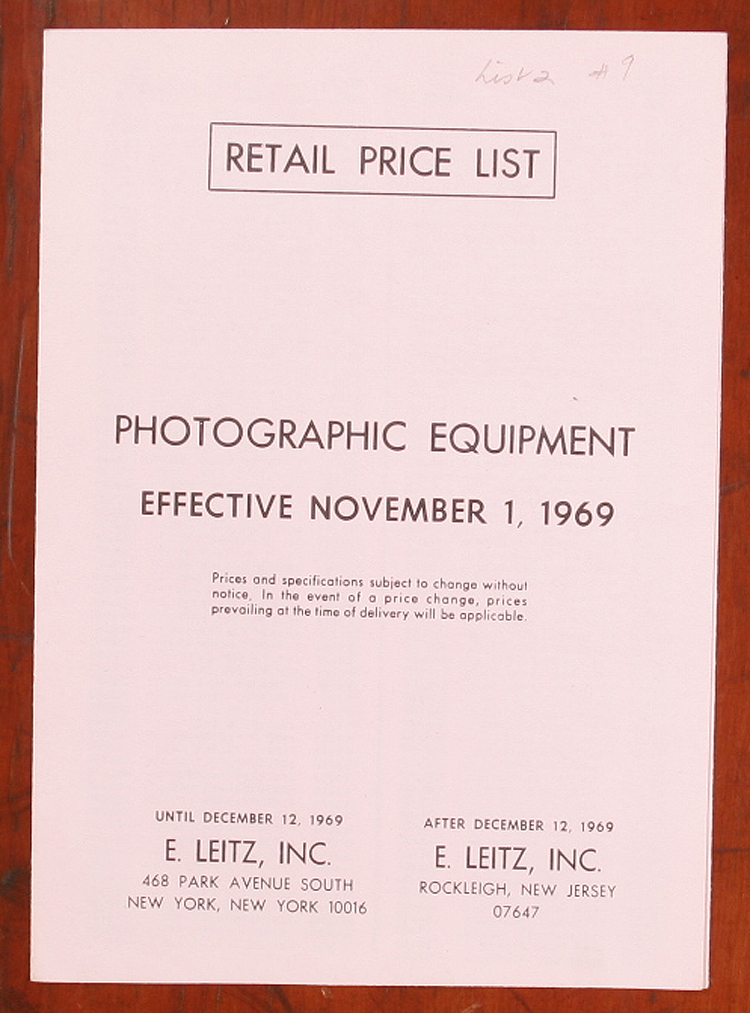 List 2 #9
RETAIL PRICE LIST
PHOTOGRAPHIC EQUIPMENT
EFFECTIVE NOVEMBER 1, 1969
Prices and specifications subject to change without
notice. In the event of a price change, prices
prevailing at the time of delivery will be applicable.
UNTIL DECEMBER 12, 1969
E. LEITZ, INC.
468 PARK AVENUE SOUTH
NEW YORK, NEW YORK 10016
AFTER DECEMBER 12, 1969
E. LEITZ, INC.
ROCKLEIGH, NEW JERSEY
07647